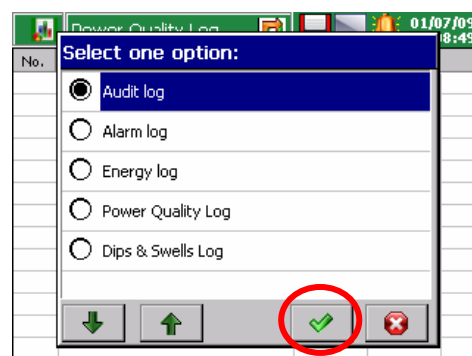 Power Quality Log
01/07/09
8:49
No.
Select one option:
Audit log
Alarm log
Energy log
Power Quality Log
Dips & Swells Log